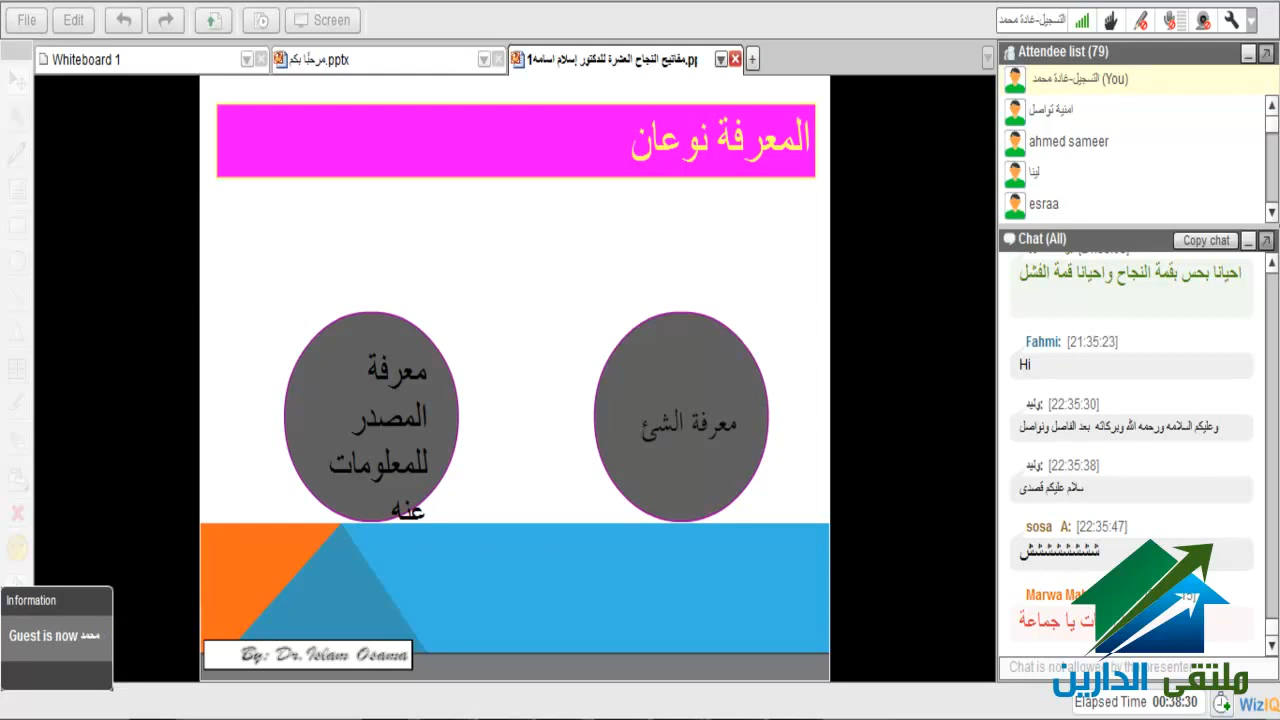 File
Edit
Screen
التسجيل-غادة محمد
Whiteboard 1
مرحبًا بكم.pptx
مفاتيح النجاح العشرة للدكتور إسلام اسامه1.pp
المعرفة نوعان
معرفة الشئ
معرفة
المصدر
للمعلومات
عنه
By: Dr.Islam Osama
Information
Guest is now محمد
Attendee list (79)
التسجيل-غادة محمد (You)
امنية تواصل
ahmed sameer
لينا
esraa
Chat (All)
Copy chat
احيانا بحس بقمة النجاح واحيانا قمة الفشل
Fahmi: [21:35:23]
Hi
وليد: [22:35:30]
وعليكم السلامه ورحمه الله وبركاته بعد الفاصل ونواصل
وليد: [22:35:38]
سلام عليكم قصدى
sosa A: [22:35:47]
شششششششش
Marwa
يا جماعة
Chat is not allowed by the presenter
ملتقى الدارين
Elapsed Time 00:38:30
WizIQ